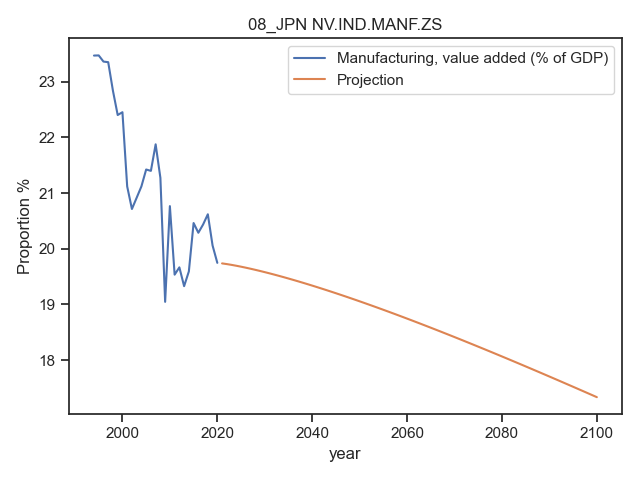 08_JPN NV.IND.MANF.ZS
Manufacturing, value added (% of GDP)
Projection
Proportion %
23
22
21
20
19
18
2000
2020
2040
2060
2080
2100
year